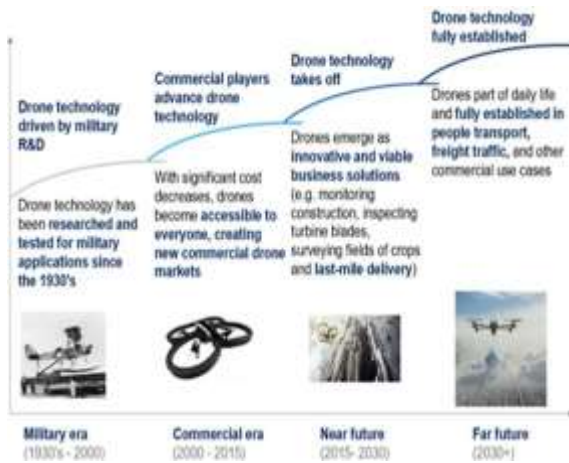 Drone technology
driven by military
R&D
Drone technology has
been researched and
tested for military
applications since
the 1930's
Commercial players
advance drone
technology
With significant cost
decreases, drones
become accessible to
everyone, creating
new commercial drone
markets
Drone technology
takes off
Drones emerge as
innovative and viable
business solutions
(e.g. monitoring
construction, inspecting
turbine blades,
surveying fields of crops
and last-mile delivery)
Drone technology
fully established
Drones part of daily life
and fully established in
people transport,
freight traffic, and other
commercial use cases
Military era
(1930's - 2000)
Commercial era
(2000 - 2015)
Near future
(2015- 2030)
Far future
(2030+)